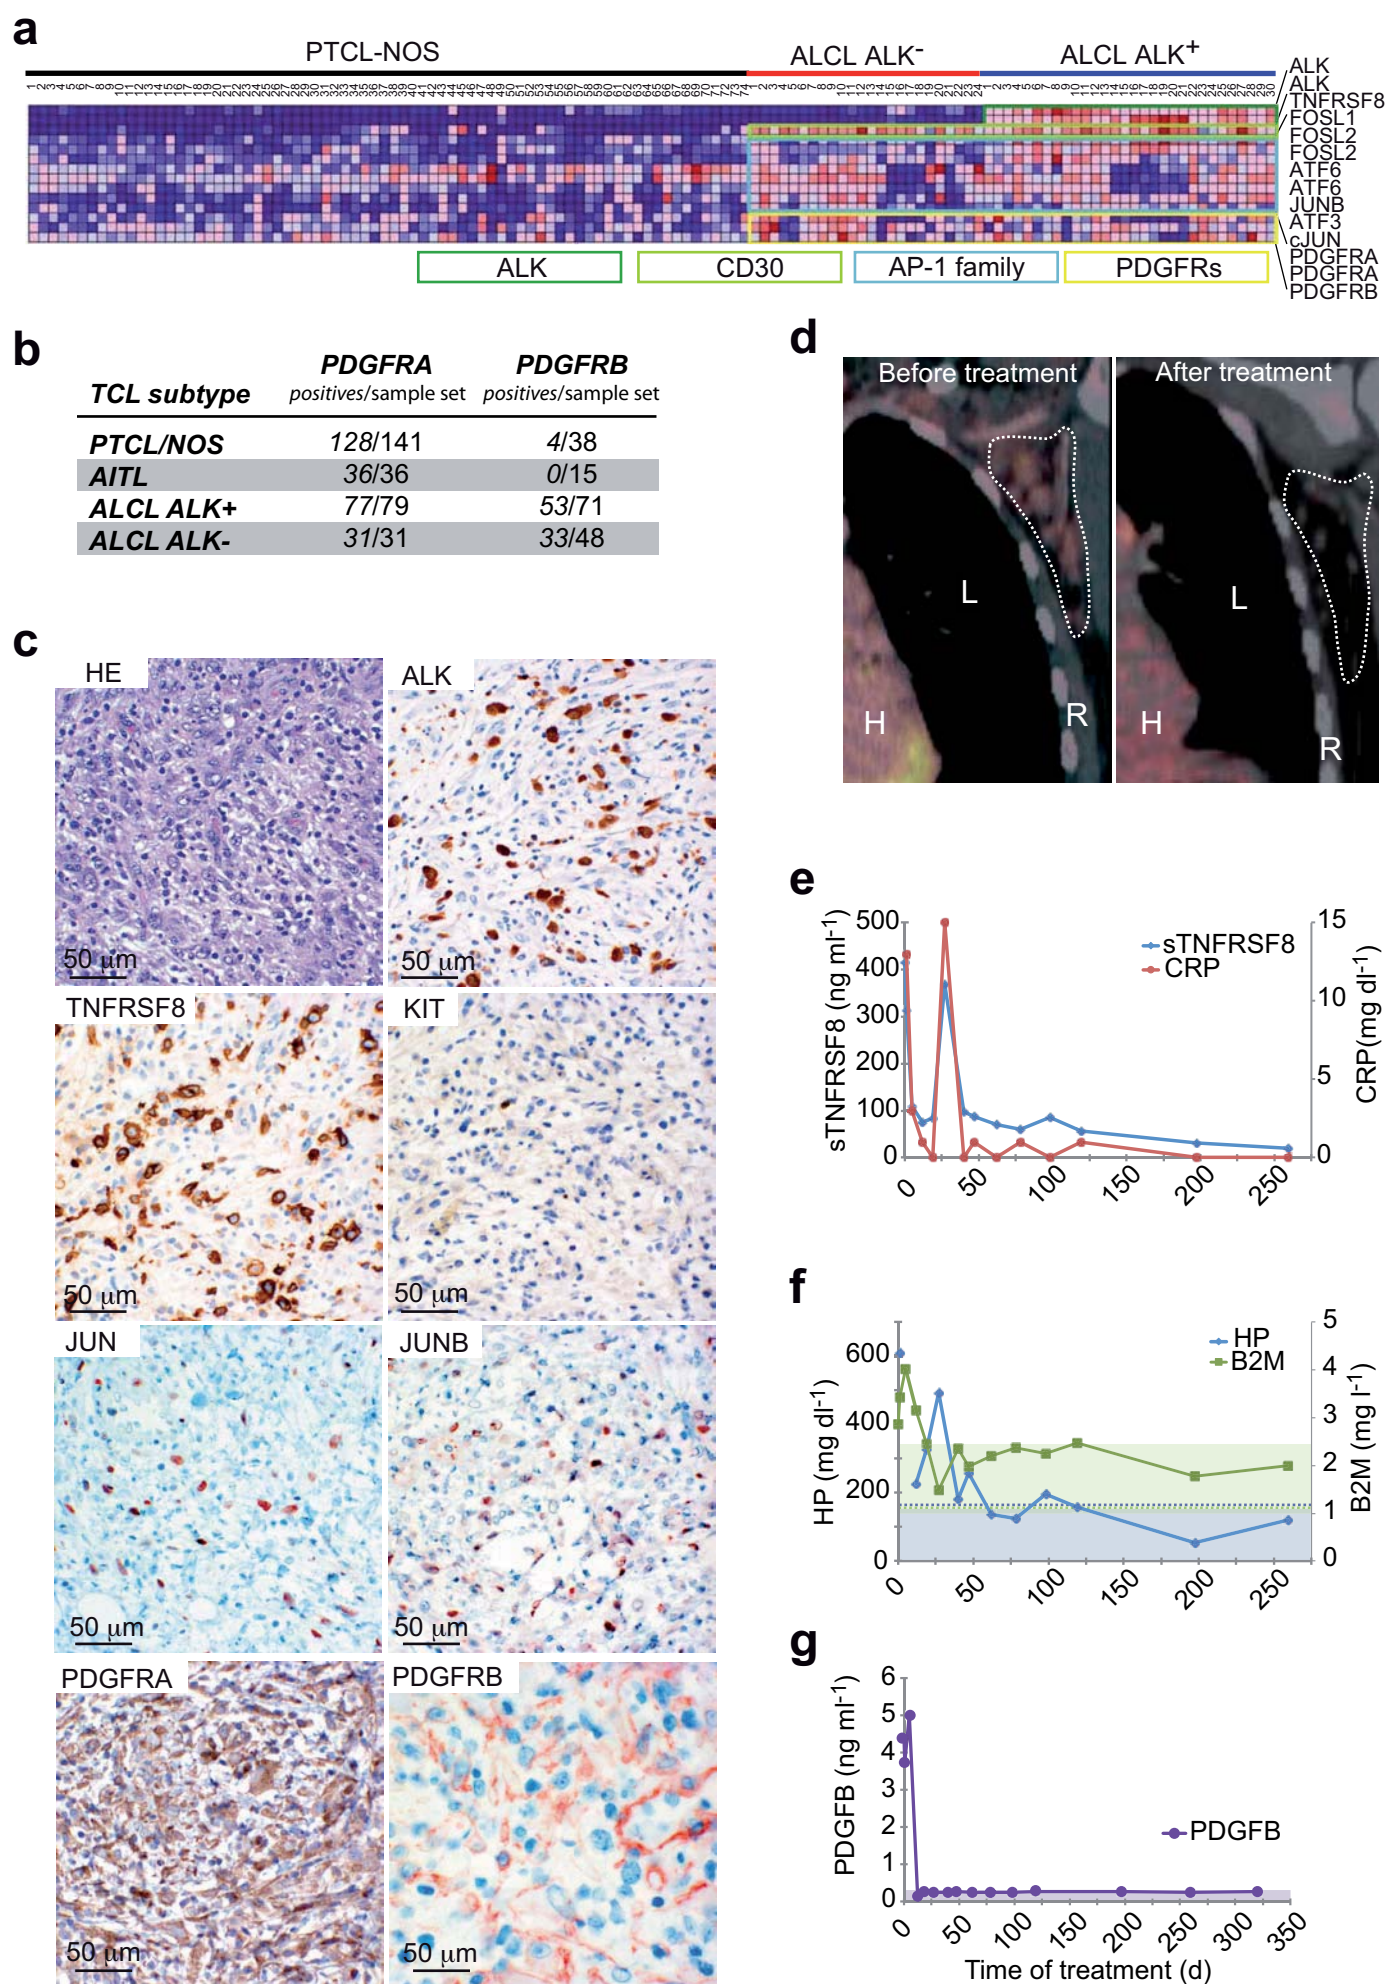 a
PTCL-NOS
ALCL ALK-
ALCL ALK+
ALK
ALK
TNFRSF8
FOSL1
FOSL2
FOSL2
ATF6
ATF6
JUNB
ATF3
cJUN
PDGFRA
PDGFRA
PDGFRB
ALK
CD30
AP-1 family
PDGFRs
b
PDGFRA PDGFRB
TCL subtype positives/sample set positives/sample set
PTCL/NOS 128/141 4/38
AITL 36/36 0/15
ALCL ALK+ 77/79 53/71
ALCL ALK- 31/31 33/48
c
HE
50 µm
ALK
50 µm
TNFRSF8
50 µm
KIT
50 µm
JUN
50 µm
JUNB
50 µm
PDGFRA
50 µm
PDGFRB
50 µm
d
Before treatment
L
H
R
After treatment
L
H
R
e
sTNFRSF8 (ng ml-1)
500
400
300
200
100
0
sTNFRSF8
CRP
15
10
5
0
CRP(mg dl-1)
0 50 100 150 200 250
f
HP (mg dl-1)
600
400
200
0
HP
B2M
5
4
3
2
1
0
B2M (mg l-1)
0 50 100 150 200 250
g
PDGFB (ng ml-1)
6
5
4
3
2
1
0
PDGFB
0 50 100 150 200 250 300 350
Time of treatment (d)